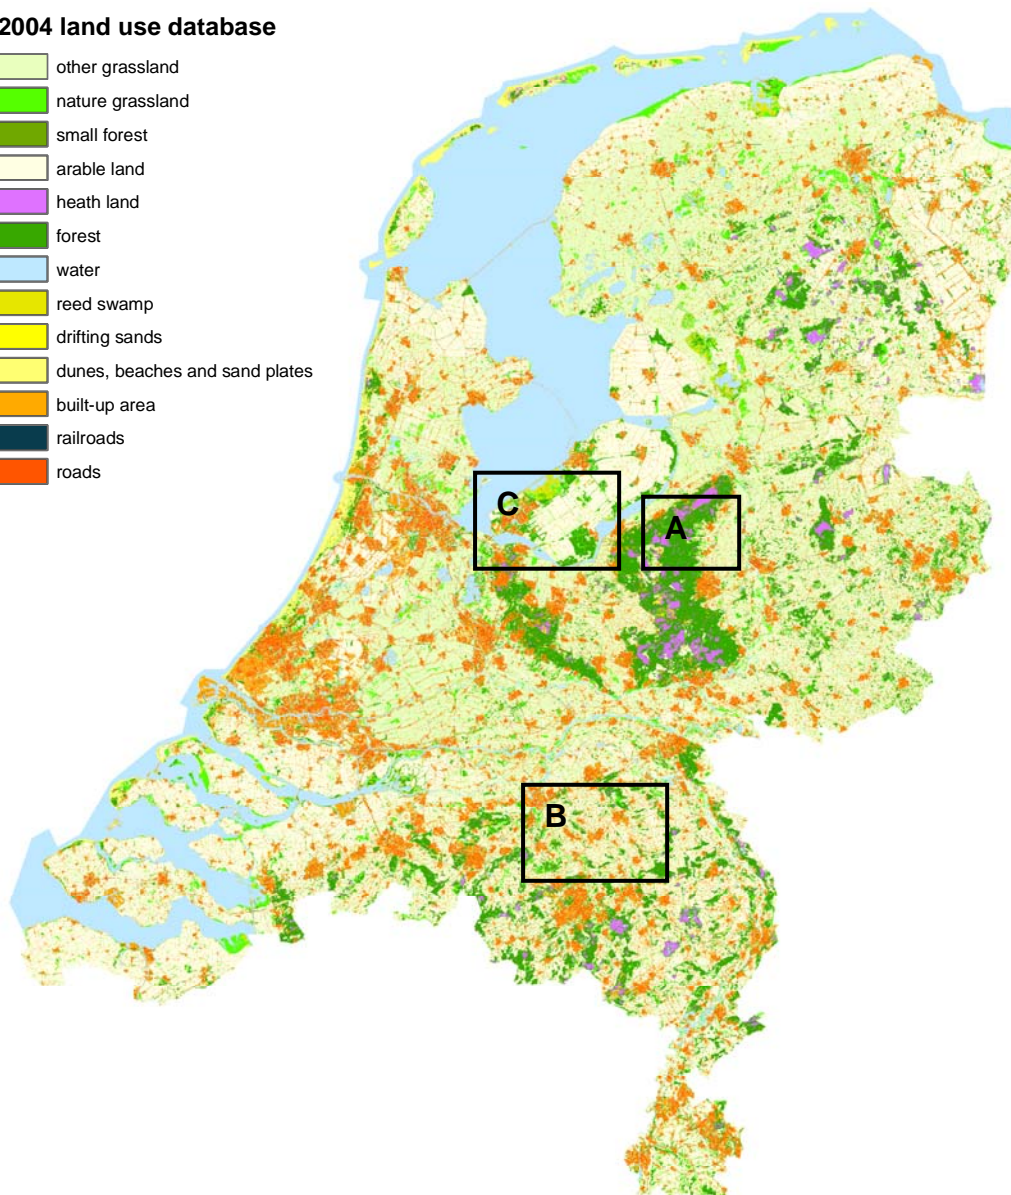 2004 land use database
other grassland
nature grassland
small forest
arable land
heath land
forest
water
reed swamp
drifting sands
dunes, beaches and sand plates
built-up area
railroads
roads
C
A
B